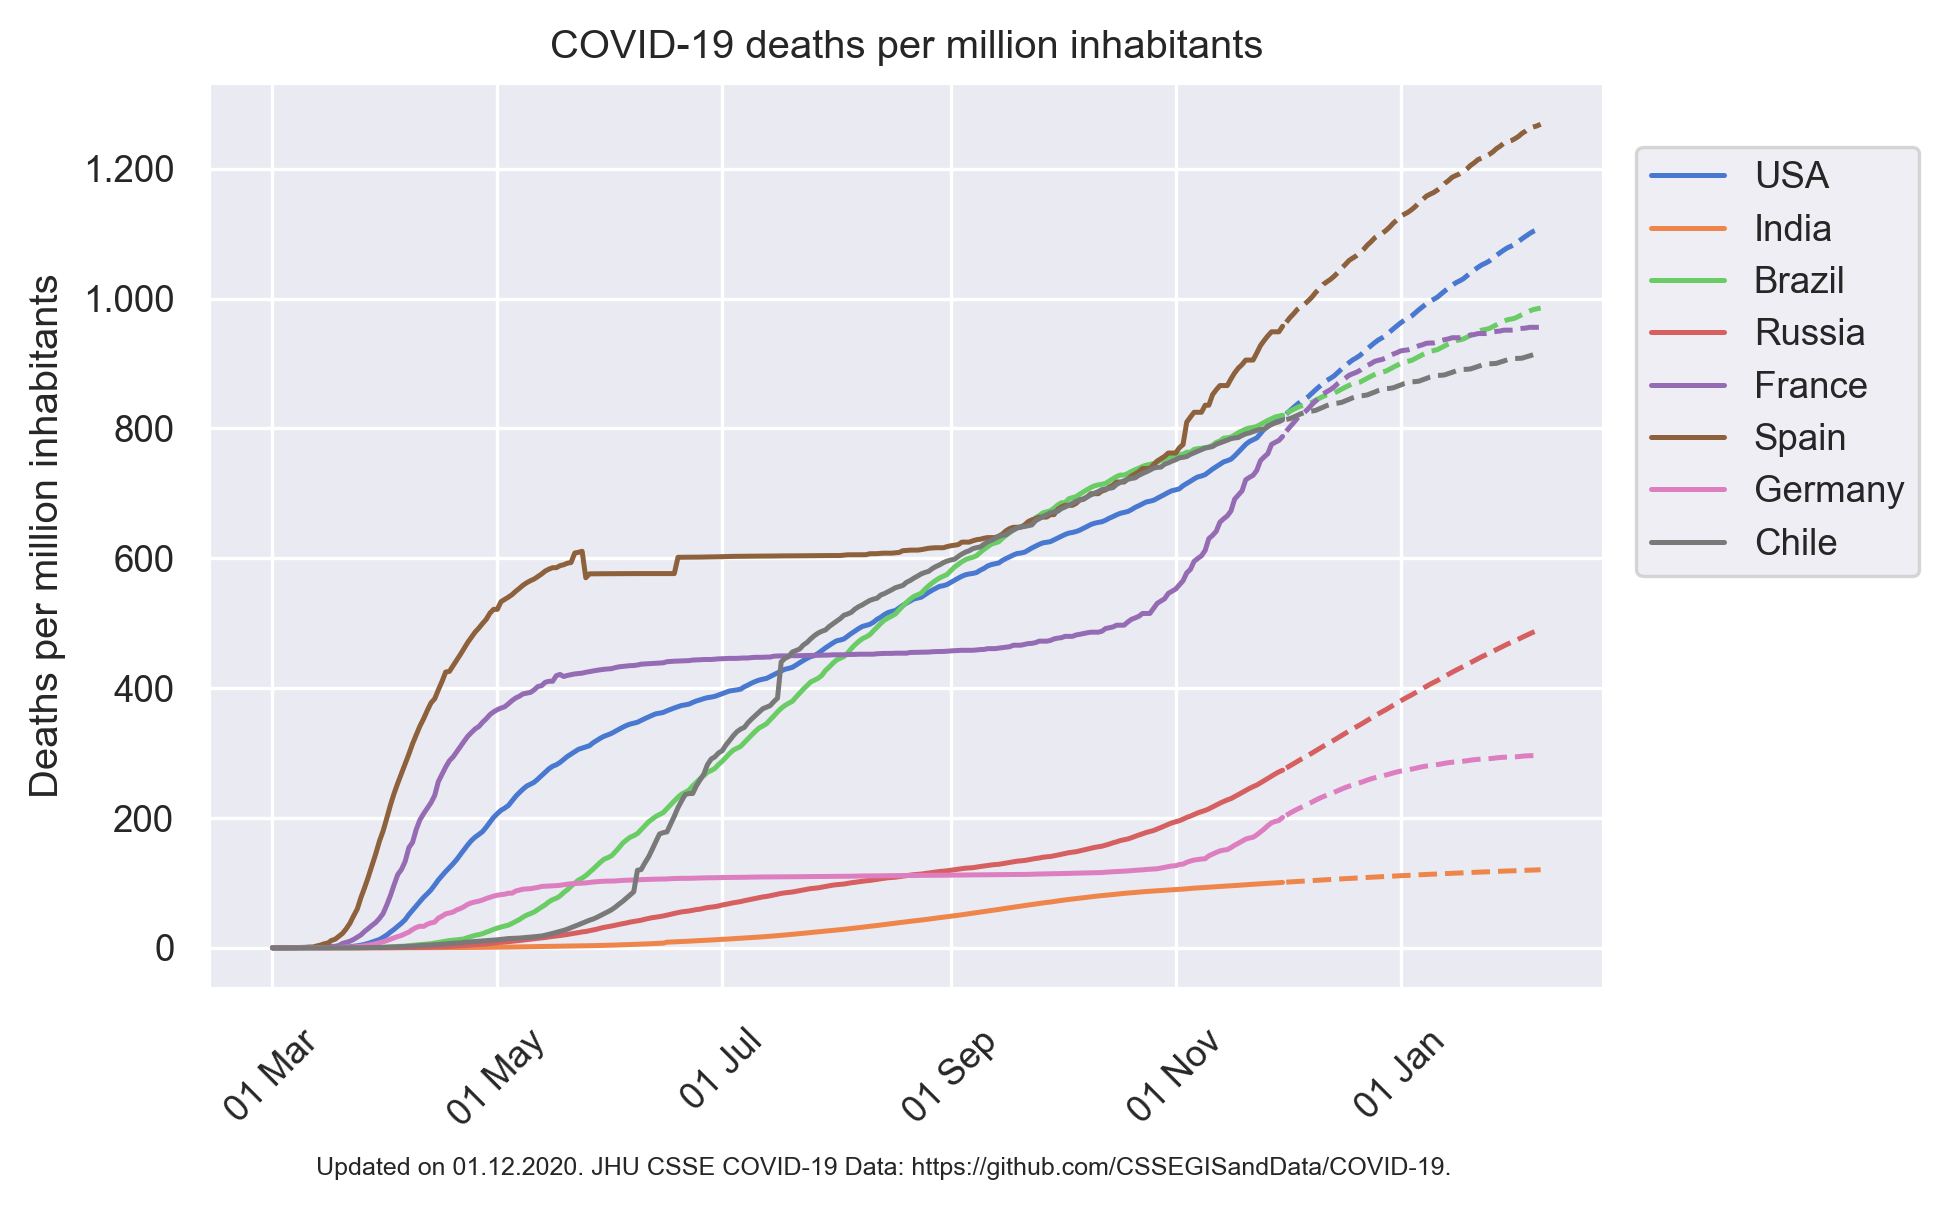 COVID-19 deaths per million inhabitants
Deaths per million inhabitants
1.200
1.000
800
600
400
200
0
01 Mar
01 May
01 Jul
01 Sep
01 Nov
01 Jan
USA
India
Brazil
Russia
France
Spain
Germany
Chile
Updated on 01.12.2020. JHU CSSE COVID-19 Data: https://github.com/CSSEGISandData/COVID-19.